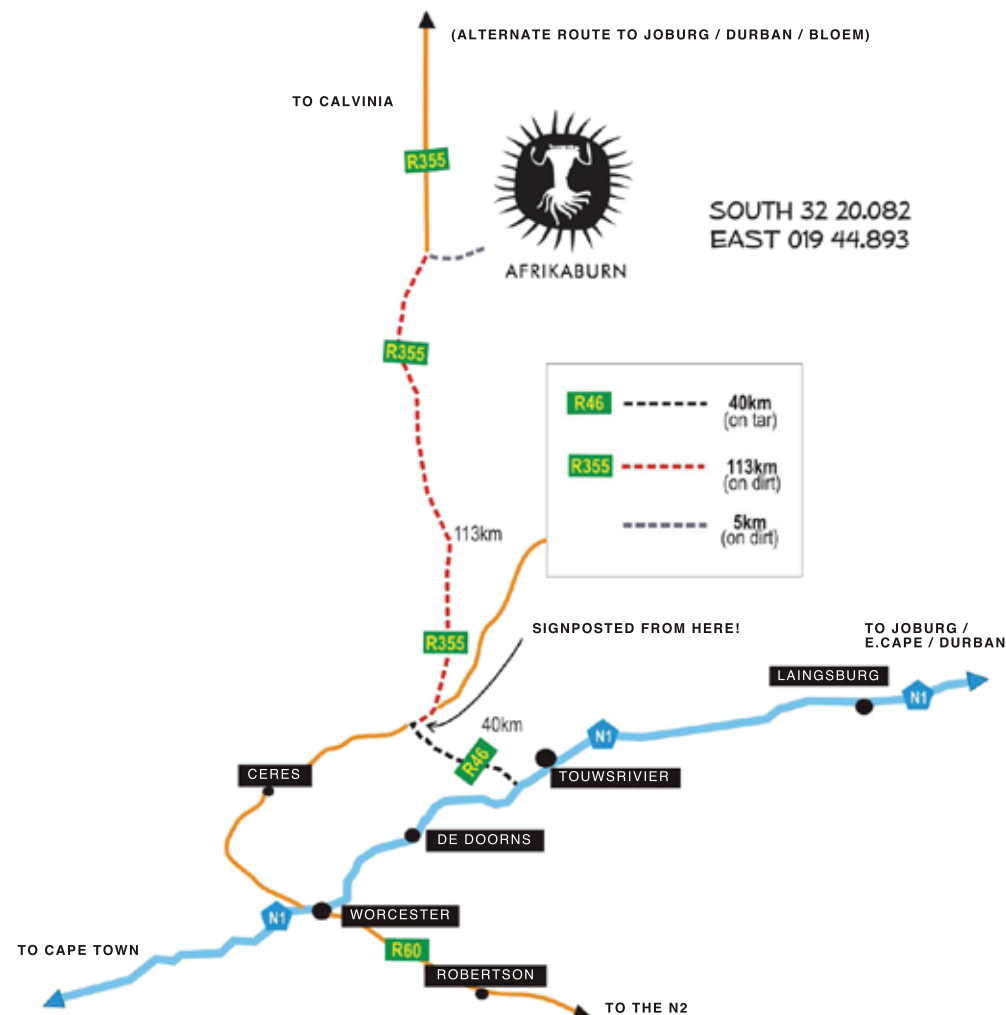 (ALTERNATE ROUTE TO JOBURG / DURBAN / BLOEM)
TO CALVINIA
R355
SOUTH 32 20.082
EAST 019 44.893
AFRIKABURN
R355
R46
40km
(on tar)
R355
113km
(on dirt)
5km
(on dirt)
113km
R355
SIGNPOSTED FROM HERE!
TO JOBURG /
E.CAPE / DURBAN
LAINGSBURG
N1
40km
N1
R46
CERES
TOUWSRIVIER
DE DOORNS
WORCESTER
N1
TO CAPE TOWN
R60
ROBERTSON
TO THE N2